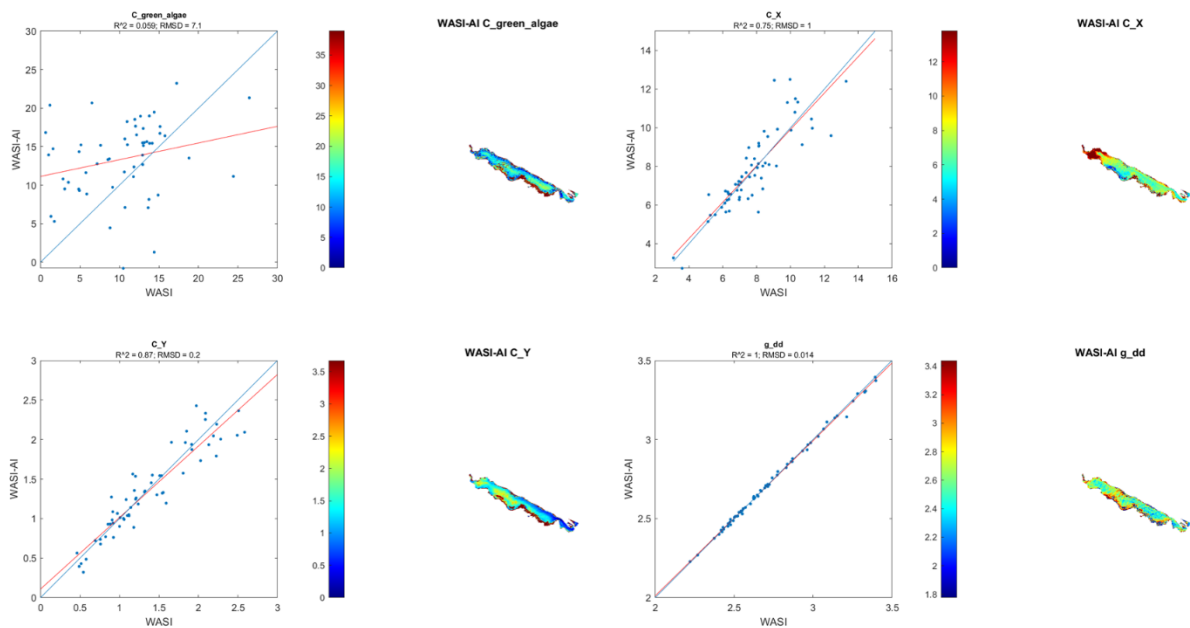 C_green_algae
R^2 = 0.059; RMSD = 7.1
WASI-AI
30
25
20
15
10
5
0
0 5 10 15 20 25 30
WASI
35
30
25
20
15
10
5
0
WASI-AI C_green_algae
C_X
R^2 = 0.75; RMSD = 1
WASI-AI
14
12
10
8
6
4
2 4 6 8 10 12 14 16
WASI
12
10
8
6
4
2
0
WASI-AI C_X
C_Y
R^2 = 0.87; RMSD = 0.2
WASI-AI
3
2.5
2
1.5
1
0.5
0
0 0.5 1 1.5 2 2.5 3
WASI
3.5
3
2.5
2
1.5
1
0.5
0
WASI-AI C_Y
g_dd
R^2 = 1; RMSD = 0.014
WASI-AI
3.5
3
2.5
2
2 2.5 3 3.5
WASI
3.4
3.2
3
2.8
2.6
2.4
2.2
2
1.8
WASI-AI g_dd